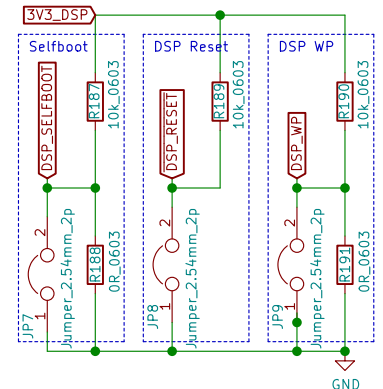 3V3_DSP
Selfboot
DSP Reset
DSP WP
DSP_SELFBOOT
R187
10k_0603
DSP_RESET
R189
10k_0603
DSP_WP
R190
10k_0603
2
1
JP7
Jumper_2.54mm_2p
R188
0R_0603
2
1
JP8
Jumper_2.54mm_2p
2
1
JP9
Jumper_2.54mm_2p
R191
0R_0603
GND